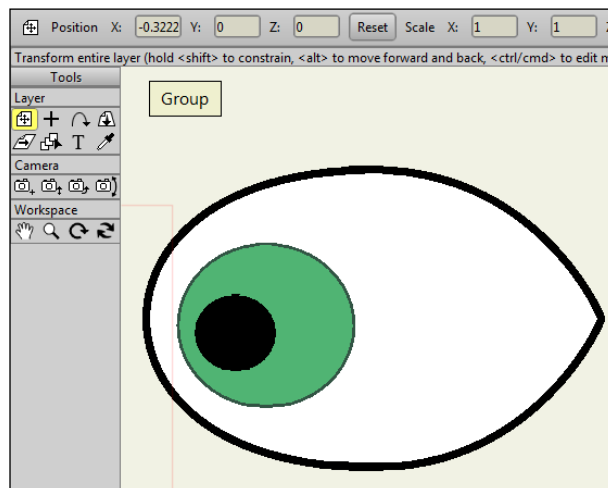 Position X: -0.3222 Y: 0 Z: 0 Reset Scale X: 1 Y: 1
Transform entire layer (hold <shift> to constrain, <alt> to move forward and back, <ctrl/cmd> to edit m
Tools
Layer
T
Camera
Workspace
Group